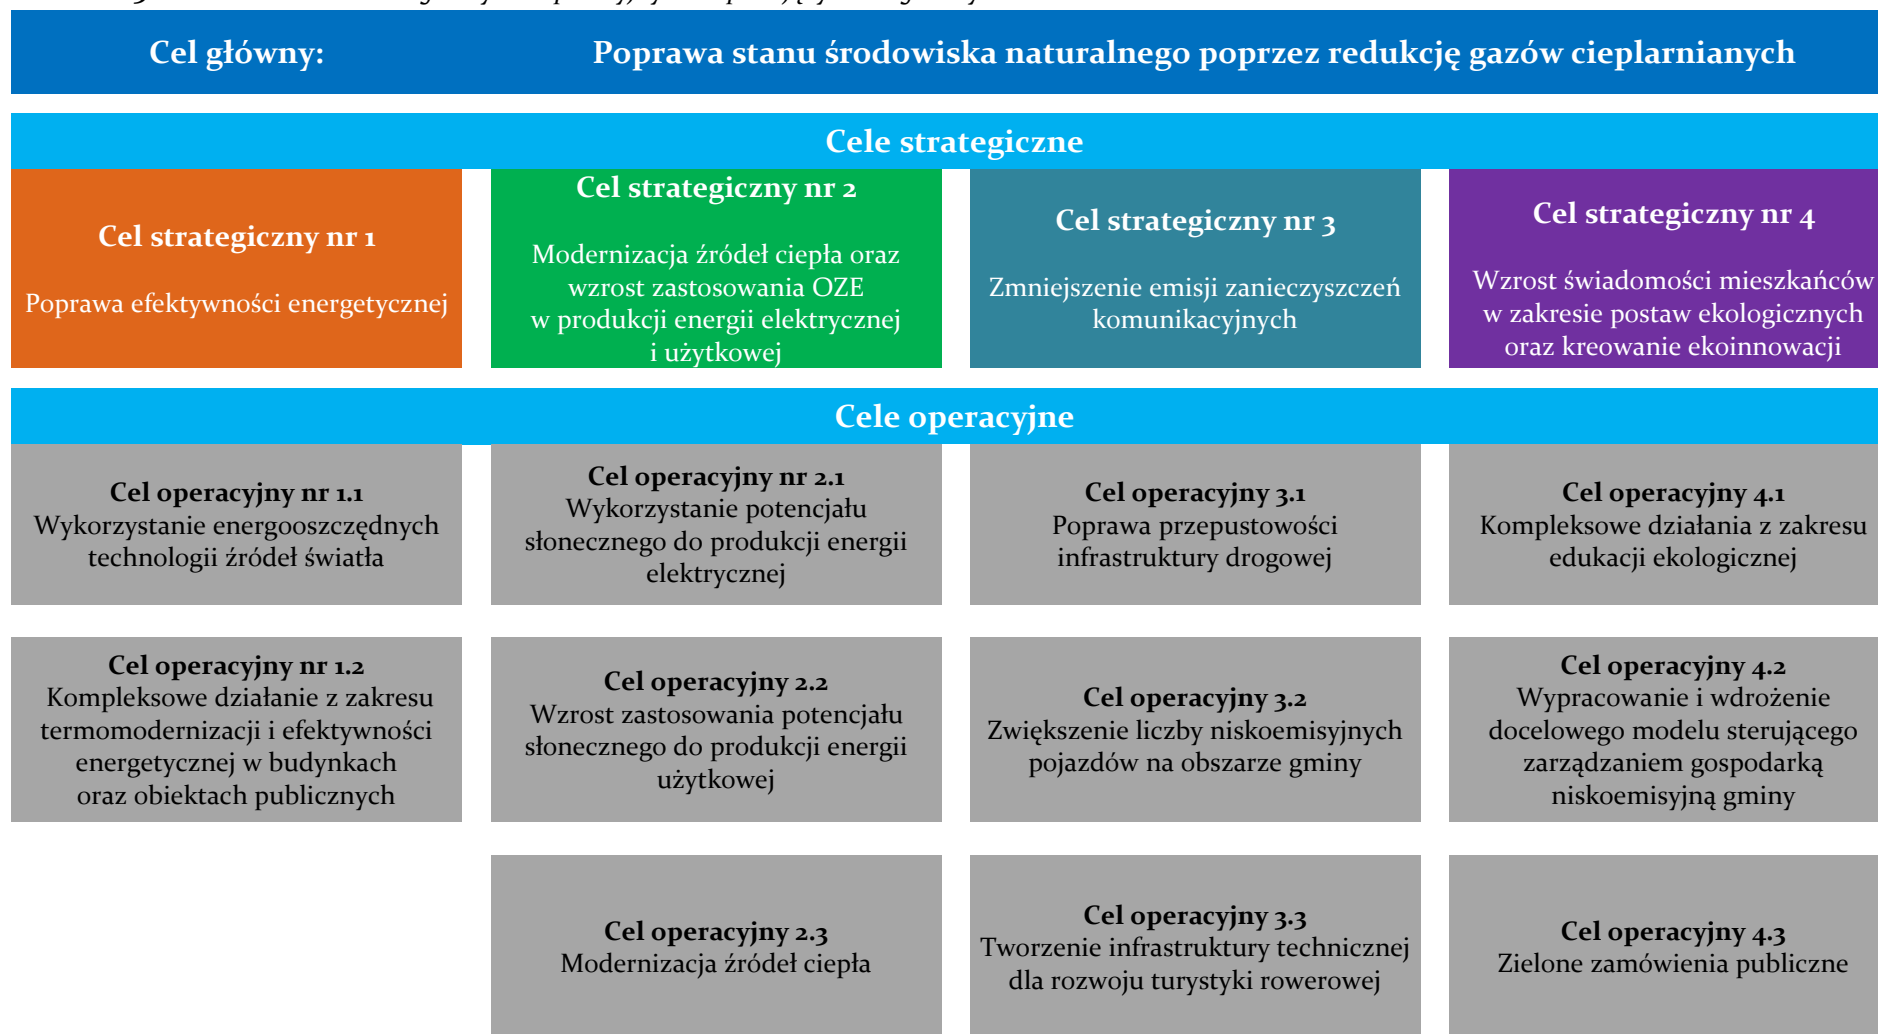 Cel główny: Poprawa stanu środowiska naturalnego poprzez redukcję gazów cieplarnianych
Cele strategiczne
Cel strategiczny nr 1
Poprawa efektywności energetycznej
Cel strategiczny nr 2
Modernizacja źródeł ciepła oraz
wzrost zastosowania OZE
w produkcji energii elektrycznej
i użytkowej
Cel strategiczny nr 3
Zmniejszenie emisji zanieczyszczeń
komunikacyjnych
Cel strategiczny nr 4
Wzrost świadomości mieszkańców
w zakresie postaw ekologicznych
oraz kreowanie ekoinnowacji
Cele operacyjne
Cel operacyjny nr 1.1
Wykorzystanie energooszczędnych
technologii źródeł światła
Cel operacyjny nr 2.1
Wykorzystanie potencjału
słonecznego do produkcji energii
elektrycznej
Cel operacyjny 3.1
Poprawa przepustowości
infrastruktury drogowej
Cel operacyjny 4.1
Kompleksowe działania z zakresu
edukacji ekologicznej
Cel operacyjny nr 1.2
Kompleksowe działanie z zakresu
termomodernizacji i efektywności
energetycznej w budynkach
oraz obiektach publicznych
Cel operacyjny 2.2
Wzrost zastosowania potencjału
słonecznego do produkcji energii
użytkowej
Cel operacyjny 3.2
Zwiększenie liczby niskoemisyjnych
pojazdów na obszarze gminy
Cel operacyjny 4.2
Wypracowanie i wdrożenie
docelowego modelu sterującego
zarządzaniem gospodarką
niskoemisyjną gminy
Cel operacyjny 2.3
Modernizacja źródeł ciepła
Cel operacyjny 3.3
Tworzenie infrastruktury technicznej
dla rozwoju turystyki rowerowej
Cel operacyjny 4.3
Zielone zamówienia publiczne